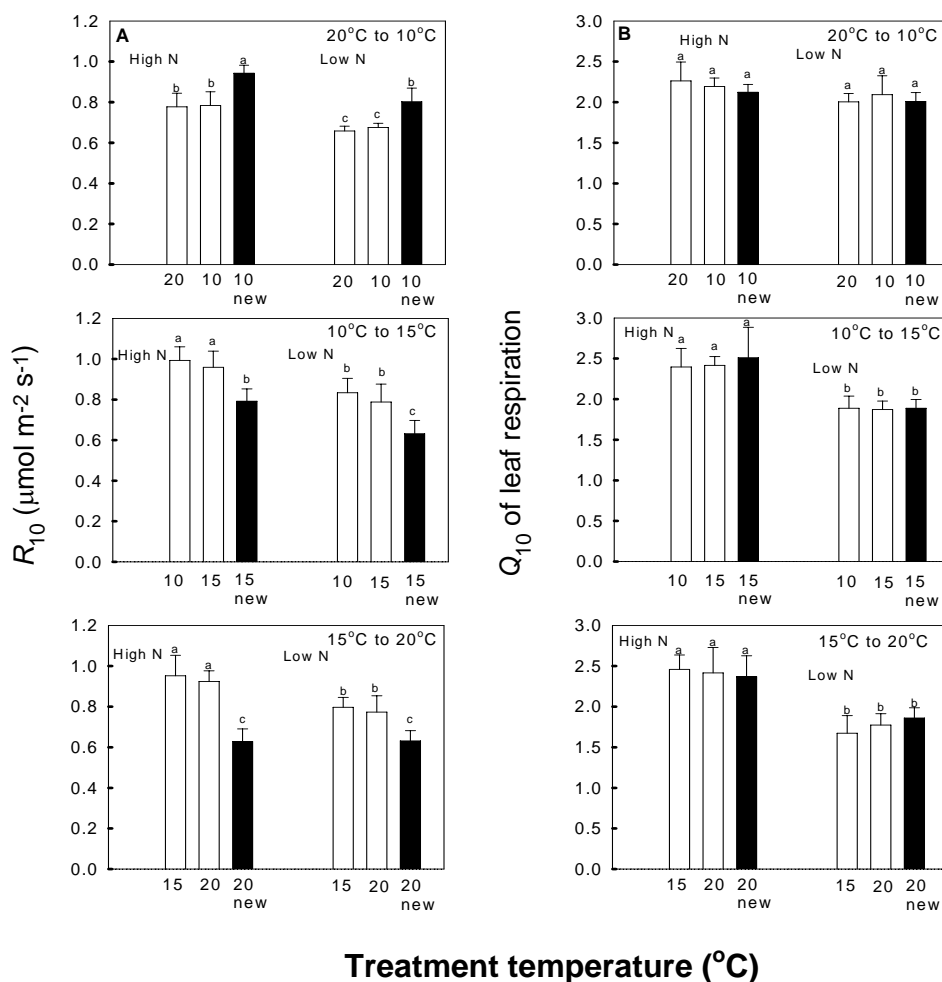 A
20°C to 10°C
High N
Low N
1.2
1.0
0.8
0.6
0.4
0.2
0.0
b b a c c b
20 10 10 20 10 10
new new
B
20°C to 10°C
High N
Low N
3.0
2.5
2.0
1.5
1.0
0.5
0.0
a a a a a a
20 10 10 20 10 10
new new
10°C to 15°C
High N
Low N
1.2
1.0
0.8
0.6
0.4
0.2
0.0
a a b b b c
10 15 15 10 15 15
new new
10°C to 15°C
High N
Low N
3.0
2.5
2.0
1.5
1.0
0.5
0.0
a a a b b b
10 15 15 10 15 15
new new
15°C to 20°C
High N
Low N
1.2
1.0
0.8
0.6
0.4
0.2
0.0
a a c b b c
15 20 20 15 20 20
new new
15°C to 20°C
High N
Low N
3.0
2.5
2.0
1.5
1.0
0.5
0.0
a a a b b b
15 20 20 15 20 20
new new
R10 (μmol m-2 s-1)
Q10 of leaf respiration
Treatment temperature (°C)